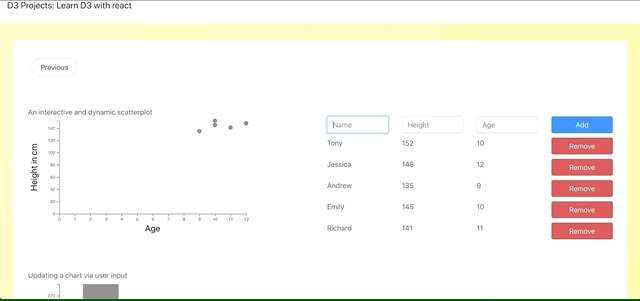 D3 Projects: Learn D3 with react
Previous
An interactive and dynamic scatterplot
Height in cm
140
120
100
80
60
40
20
0
0 1 2 3 4 5 6 7 8 9 10 11 12
Age
Name Height Age Add
Tony 152 10 Remove
Jessica 148 12 Remove
Andrew 135 9 Remove
Emily 145 10 Remove
Richard 141 11 Remove
Updating a chart via user input
270